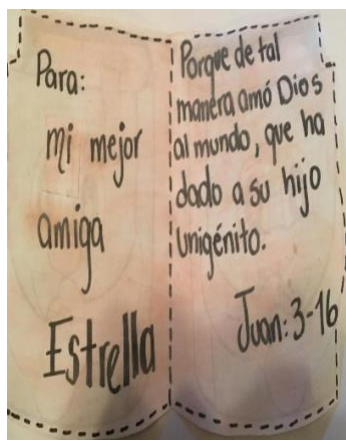 Para:
mi mejor
amiga
Estrella
Porque de tal
manera amó Dios
al mundo, que ha
dado a su hijo
Unigénito.
Juan: 3-16